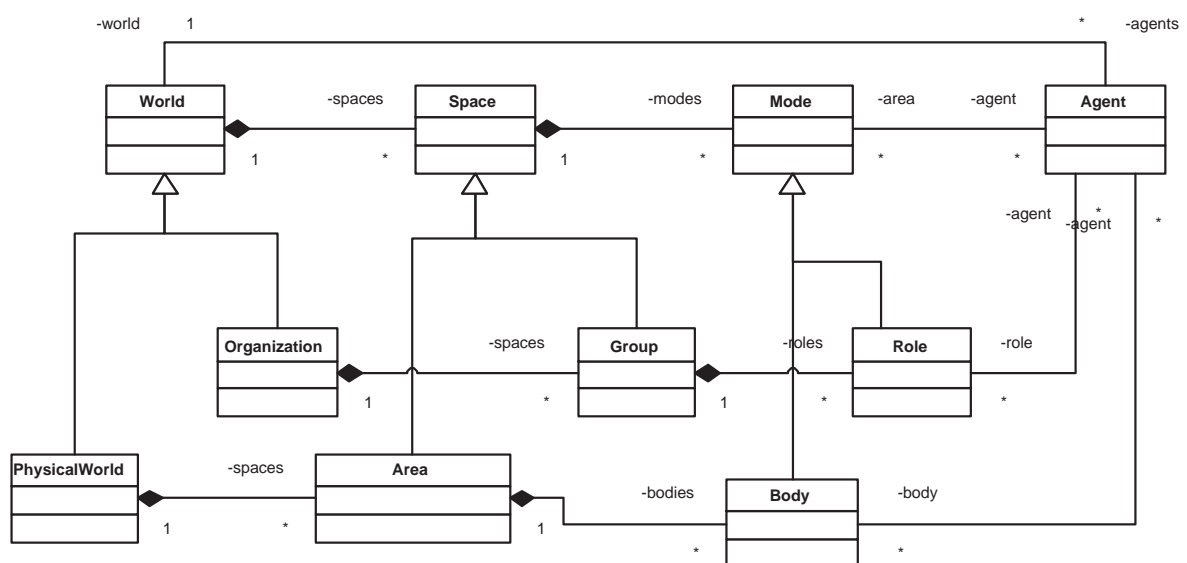 -world 1 * -agents
World -spaces Space -modes Mode -area -agent Agent
1 * 1 * * *
-agent * -agent *
Organization -spaces Group -roles Role -role
1 * 1 * *
PhysicalWorld -spaces Area -bodies Body -body
1 * 1 * *